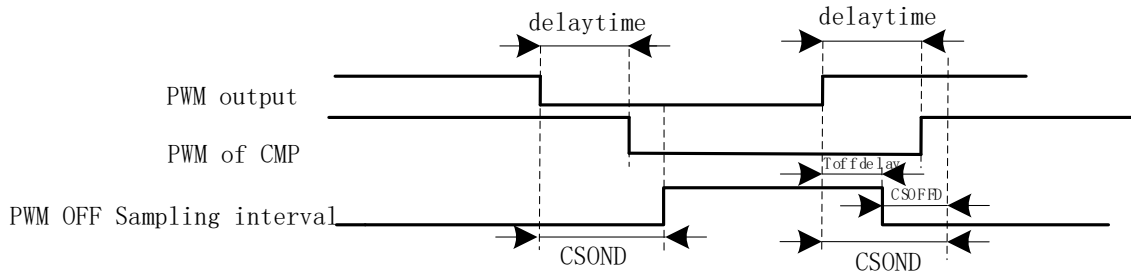 delaytime
delaytime
PWM output
PWM of CMP
Toffdelay
CSOFFD
PWM OFF Sampling interval
CSOND
CSOND